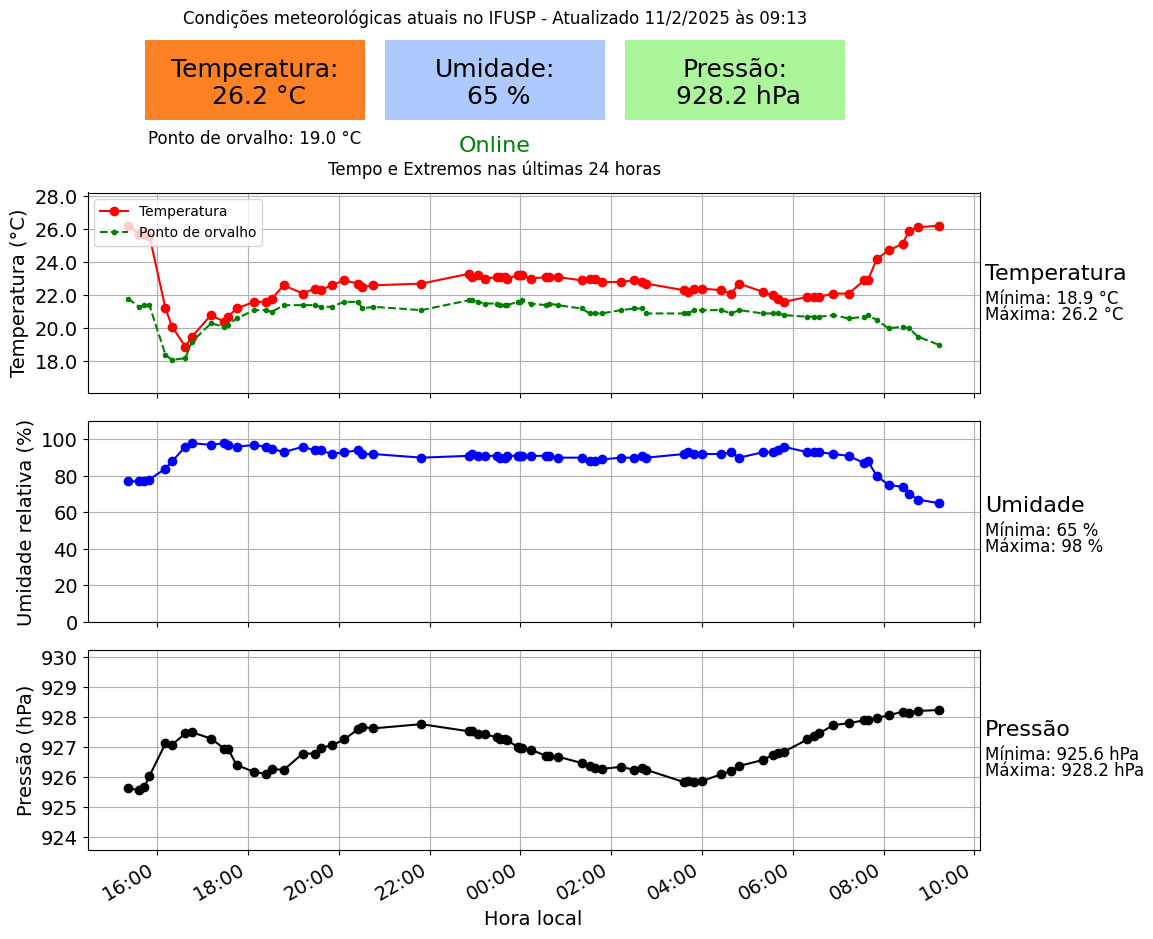 Condições meteorológicas atuais no IFUSP - Atualizado 11/2/2025 às 09:13
Temperatura:
26.2 °C
Umidade:
65 %
Pressão:
928.2 hPa
Ponto de orvalho: 19.0 °C
Online
Tempo e Extremos nas últimas 24 horas
Temperatura (°C)
28.0
26.0
24.0
22.0
20.0
18.0
Temperatura
Ponto de orvalho
Temperatura
Mínima: 18.9 °C
Máxima: 26.2 °C
Umidade relativa (%)
100
80
60
40
20
0
Umidade
Mínima: 65 %
Máxima: 98 %
Pressão (hPa)
930
929
928
927
926
925
924
Pressão
Mínima: 925.6 hPa
Máxima: 928.2 hPa
16:00
18:00
20:00
22:00
00:00
02:00
04:00
06:00
08:00
10:00
Hora local